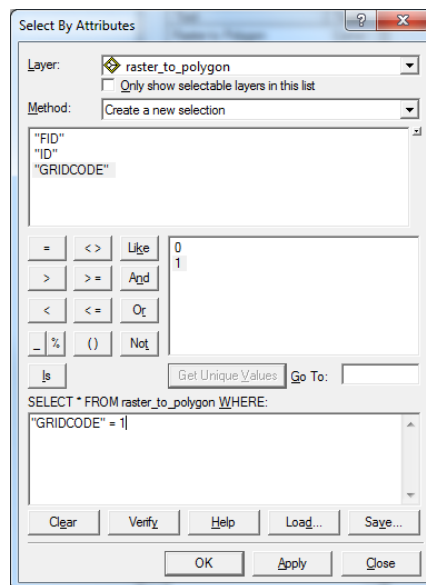 Select By Attributes
Layer: raster_to_polygon
Only show selectable layers in this list
Method: Create a new selection
"FID"
"ID"
"GRIDCODE"
= < > Like 0
1
> > = And
< < = Or
_ % ( ) Not
Is Get Unique Values Go To:
SELECT * FROM raster_to_polygon WHERE:
"GRIDCODE" = 1
Clear Verify Help Load... Save...
OK Apply Close